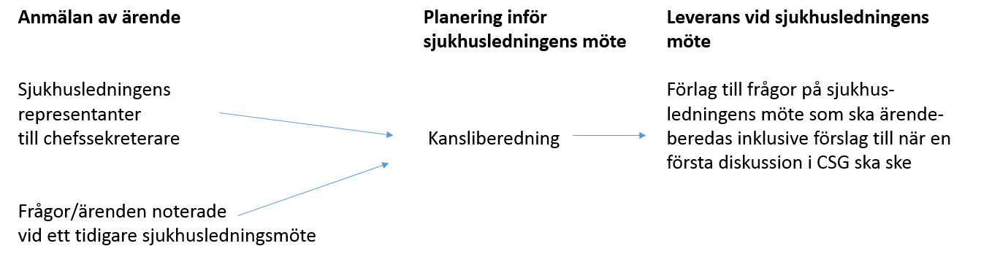 Anmälan av ärende
Planering inför
sjukhusledningens möte
Leverans vid sjukhusledningens
möte
Sjukhusledningens
representanter
till chefssekreterare
Frågor/ärenden noterade
vid ett tidigare sjukhusledningsmöte
Kansliberedning
Förlag till frågor på sjukhus-
ledningens möte som ska ärende-
beredas inklusive förslag till när en
första diskussion i CSG ska ske